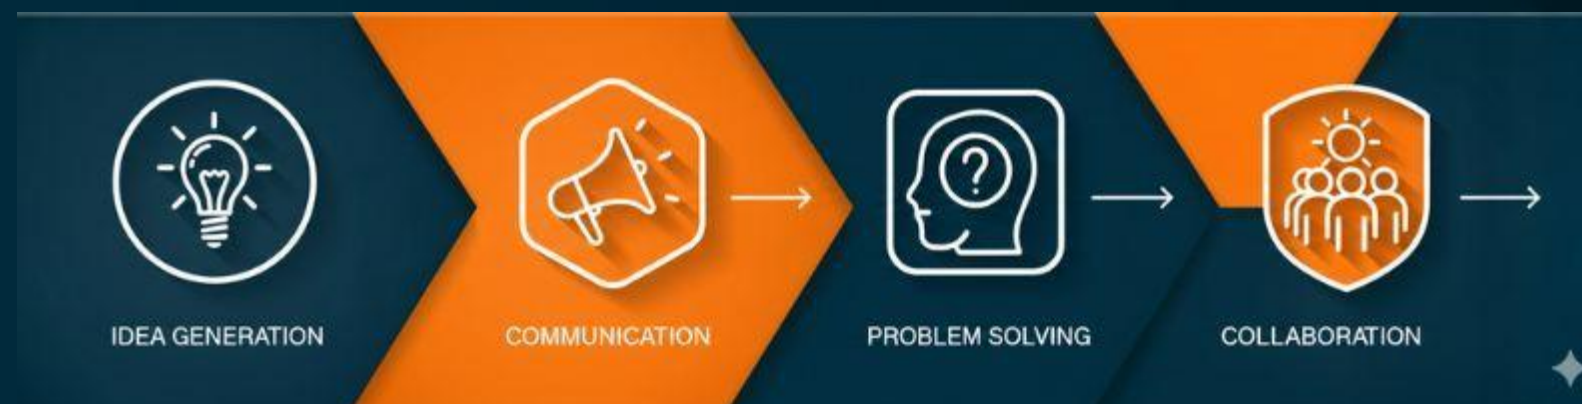 IDEA GENERATION
COMMUNICATION
PROBLEM SOLVING
COLLABORATION
?